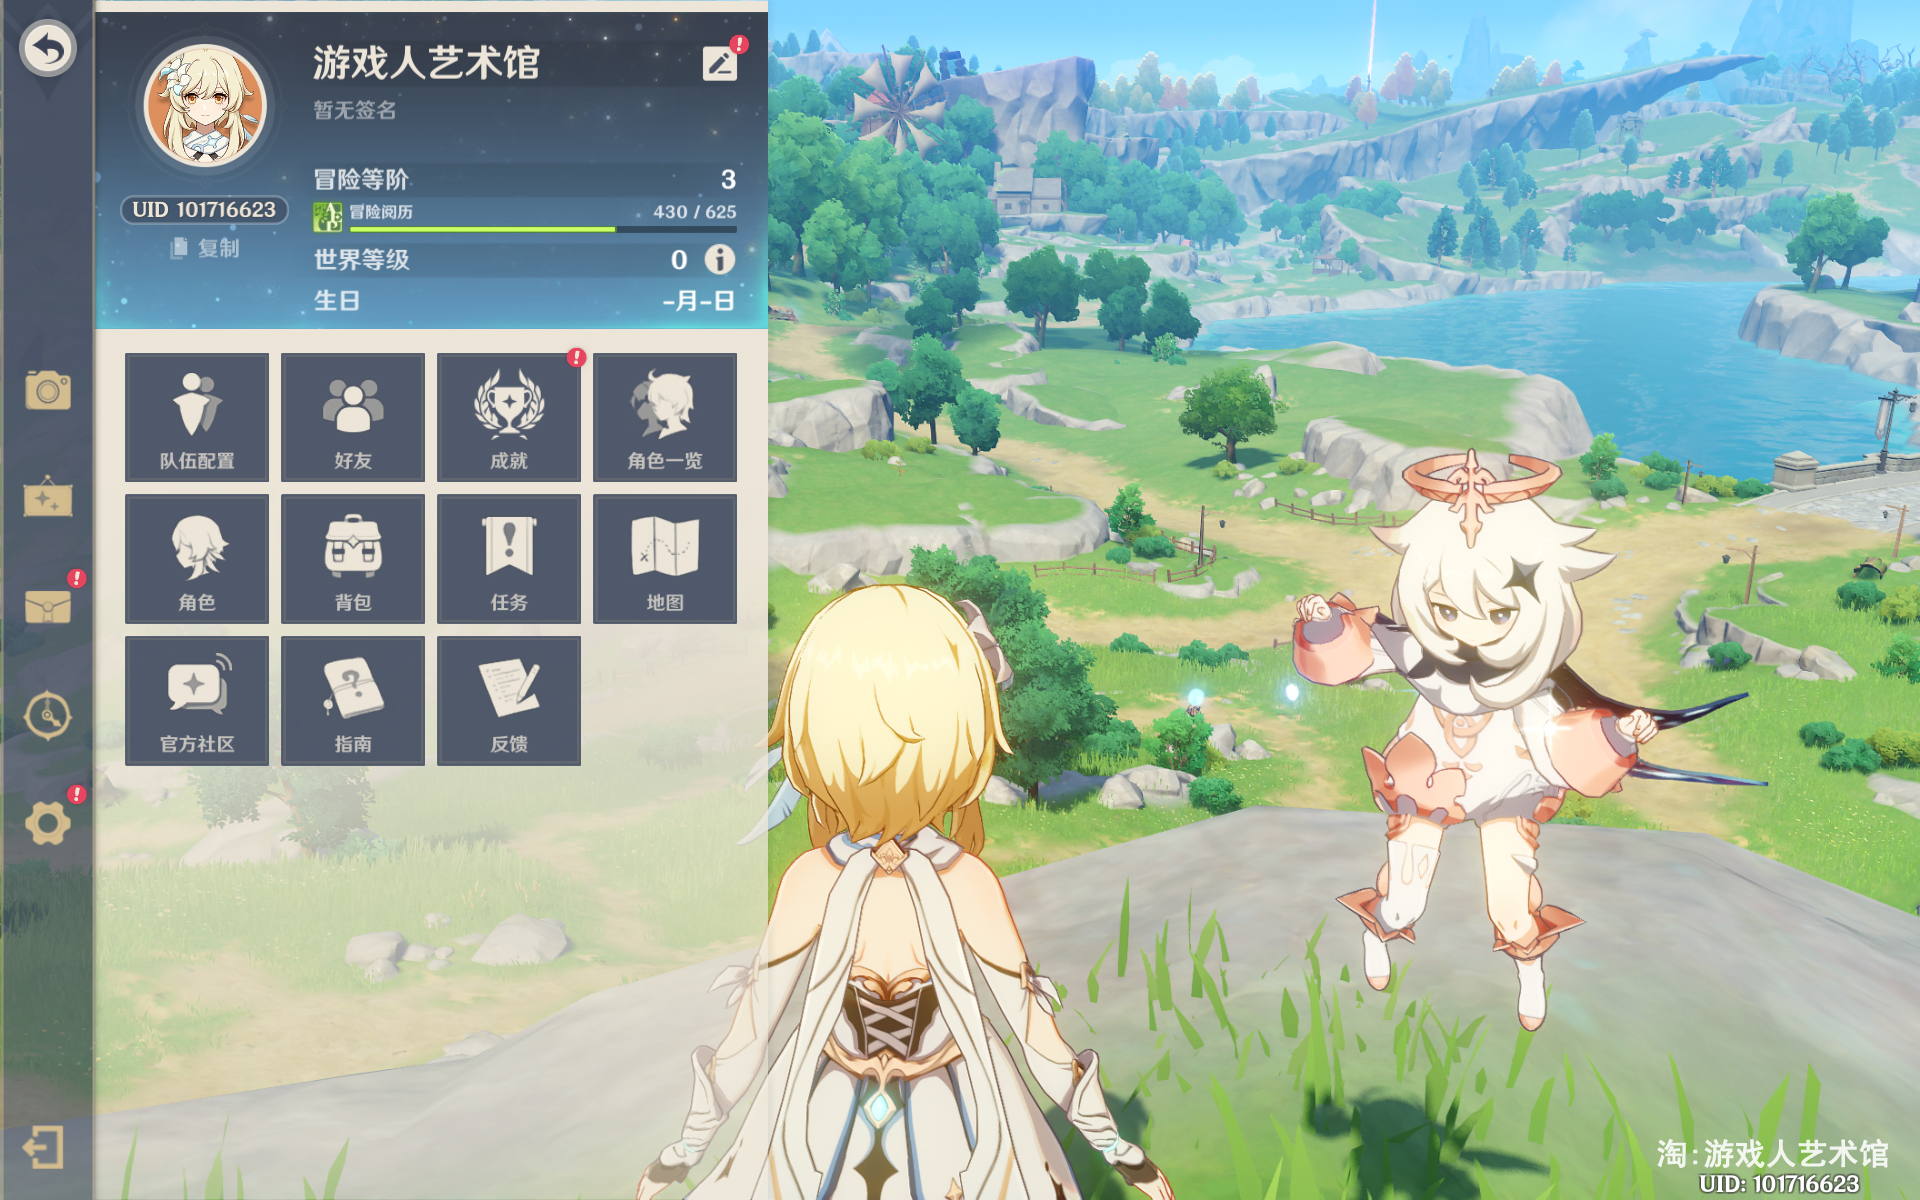 游戏人艺术馆
暂无签名
冒险等阶 3
冒险阅历 430 / 625
UID 101716623
复制
世界等级 0
生日 -月-日
队伍配置 好友 成就 角色一览
角色 背包 任务 地图
官方社区 指南 反馈
淘:游戏人艺术馆
UID: 101716623